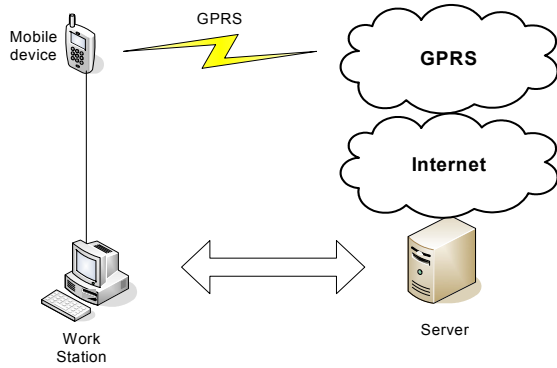 Mobile
device
GPRS
GPRS
Internet
Work
Station
Server